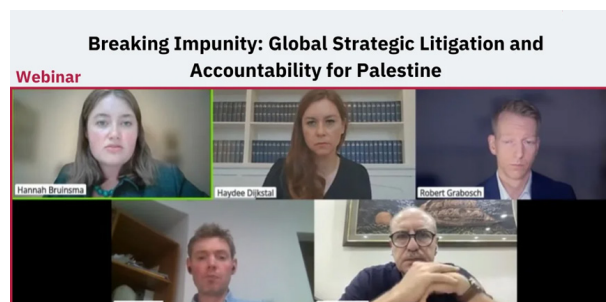 Breaking Impunity: Global Strategic Litigation and
Accountability for Palestine
Webinar
Hannah Bruinsma
Haydee Dijkstal
Robert Grabosch